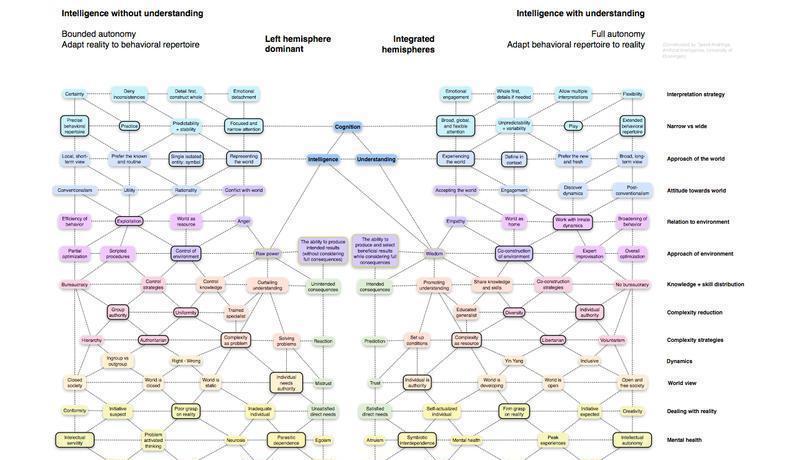 Intelligence without understanding
Intelligence with understanding
Bounded autonomy
Adapt reality to behavioral repertoire
Left hemisphere
dominant
Integrated
hemispheres
Full autonomy
Adapt behavioral repertoire to reality
Certainty
Deny
inconsistencies
Detail first,
construct whole
Emotional
detachment
Emotional
engagement
Whole first,
details if needed
Allow multiple
interpretations
Flexibility
Interpretation strategy
Precise
behavioral
repertoire
Practice
Predictability
+ stability
Focused and
narrow attention
Cognition
Broad, global,
and flexible
attention
Unpredictability
+ variability
Play
Extended
behavioral
repertoire
Narrow vs wide
Local, short-
term view
Prefer the known
and routine
Single isolated
entity: symbol
Representing
the world
Intelligence
Understanding
Experiencing
the world
Define in
context
Prefer the new
and fresh
Broad, long-
term view
Approach of the world
Conventionalism
Utility
Rationality
Conflict with world
Accepting the world
Engagement
Discover
dynamics
Post-
conventionalism
Attitude towards world
Efficiency of
behavior
Exploitation
World as
resource
Anger
Empathy
World as
home
Work with innate
dynamics
Broadening of
behavior
Relation to environment
Partial
optimization
Scripted
procedures
Control of
environment
Raw power
The ability to produce
intended results
(without considering
full consequences)
The ability to
produce and select
beneficial results
while considering full
consequences
Wisdom
Co-construction
of environment
Expert
improvisation
Overall
optimization
Approach of environment
Bureaucracy
Control
strategies
Control
knowledge
Curtailing
understanding
Unintended
consequences
Intended
consequences
Promoting
understanding
Share knowledge
and skills
Co-construction
strategies
No bureaucracy
Knowledge + skill distribution
Group
authority
Uniformity
Trained
specialist
Educated
generalist
Diversity
Individual
authority
Complexity reduction
Hierarchy
Authoritarian
Complexity
as problem
Solving
problems
Reaction
Prediction
Set up
conditions
Complexity
as resource
Libertarian
Voluntarism
Complexity strategies
Ingroup vs
outgroup
Right - Wrong
Yin Yang
Inclusive
Dynamics
Closed
society
World is
closed
World is
static
Individual
needs
authority
Mistrust
Trust
Individual is
authority
World is
developing
World is
open
Open and
free society
World view
Conformity
Initiative
suspect
Poor grasp
on reality
Inadequate
individual
Unsatisfied
direct needs
Satisfied
direct needs
Self-actualized
individual
Firm grasp
on reality
Initiative
expected
Creativity
Dealing with reality
Intellectual
servility
Problem
activated
thinking
Neurosis
Parasitic
dependence
Egoism
Altruism
Symbiotic
interdependence
Mental health
Peak
experiences
Intellectual
autonomy
Mental health